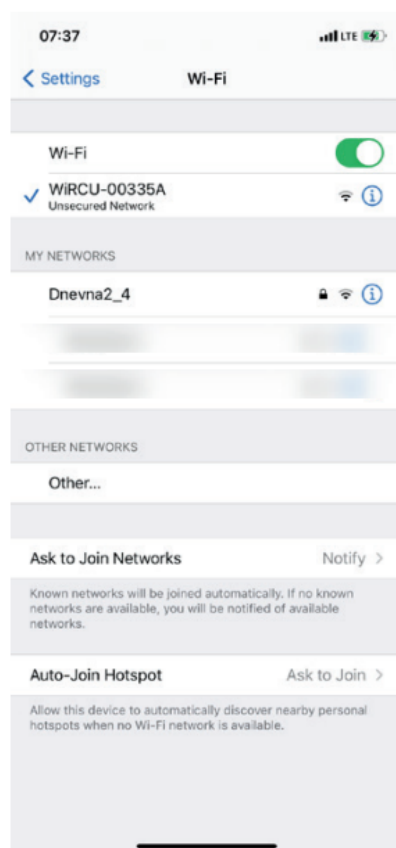 07:37 LTE
Settings Wi-Fi
Wi-Fi
WiRCU-00335A
Unsecured Network
MY NETWORKS
Dnevna2_4
OTHER NETWORKS
Other...
Ask to Join Networks Notify
Known networks will be joined automatically. If no known
networks are available, you will be notified of available
networks.
Auto-Join Hotspot Ask to Join
Allow this device to automatically discover nearby personal
hotspots when no Wi-Fi network is available.